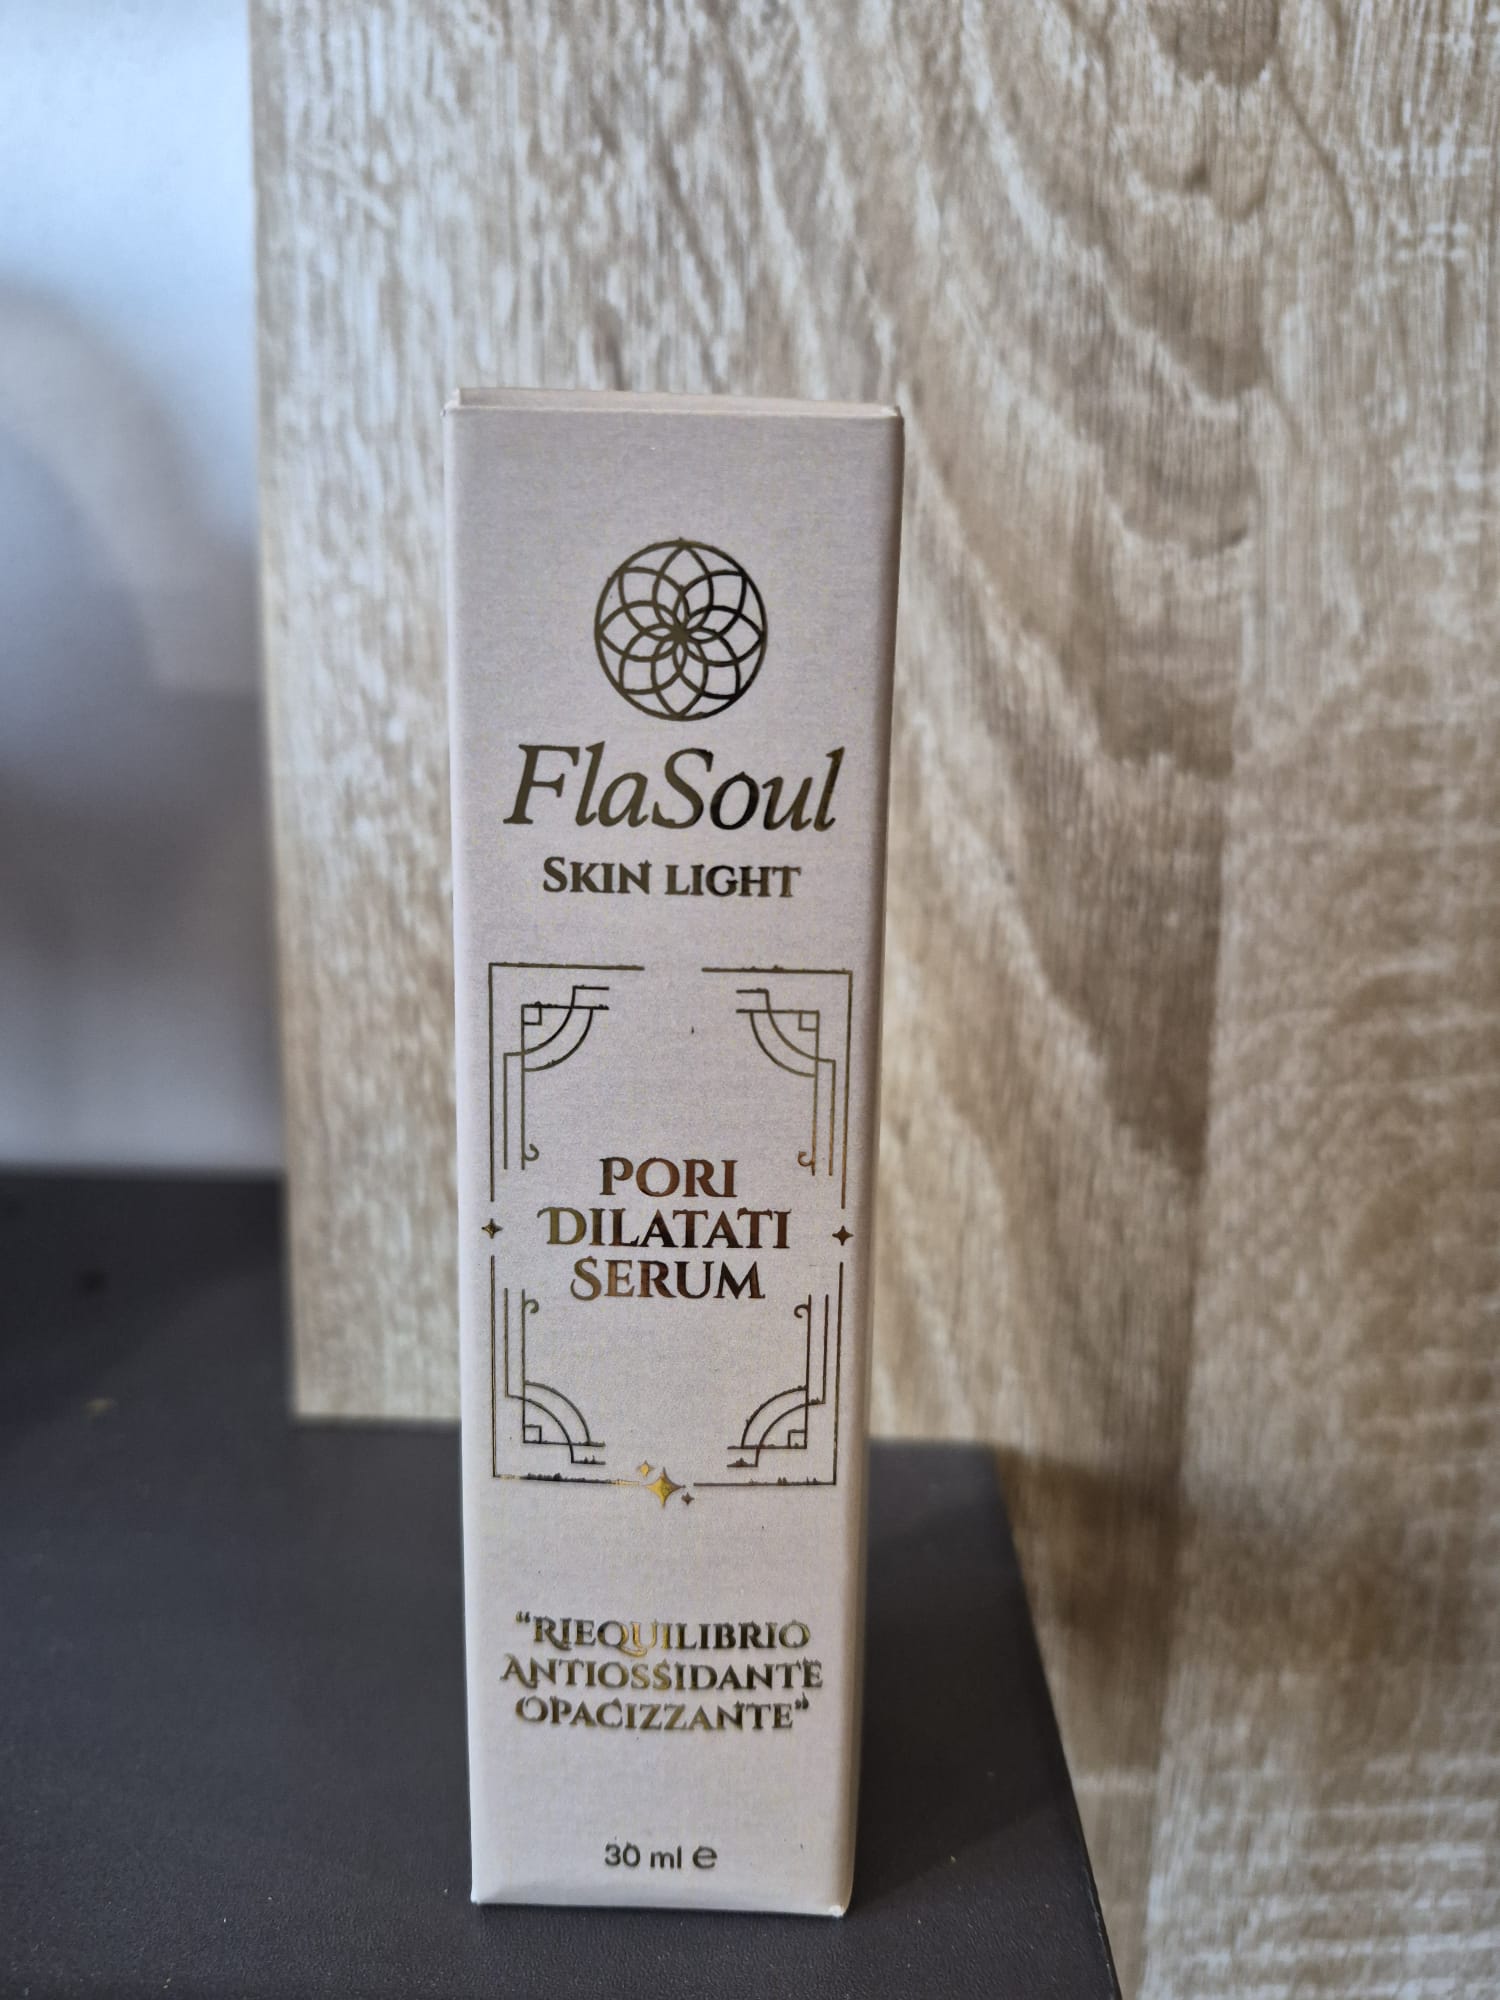 FlaSoul
SKIN LIGHT
PORI
DILATATI
SERUM
“RIEQUILIBRIO
ANTIOSSIDANTE
OPACIZZANTE”
30 ml ℮